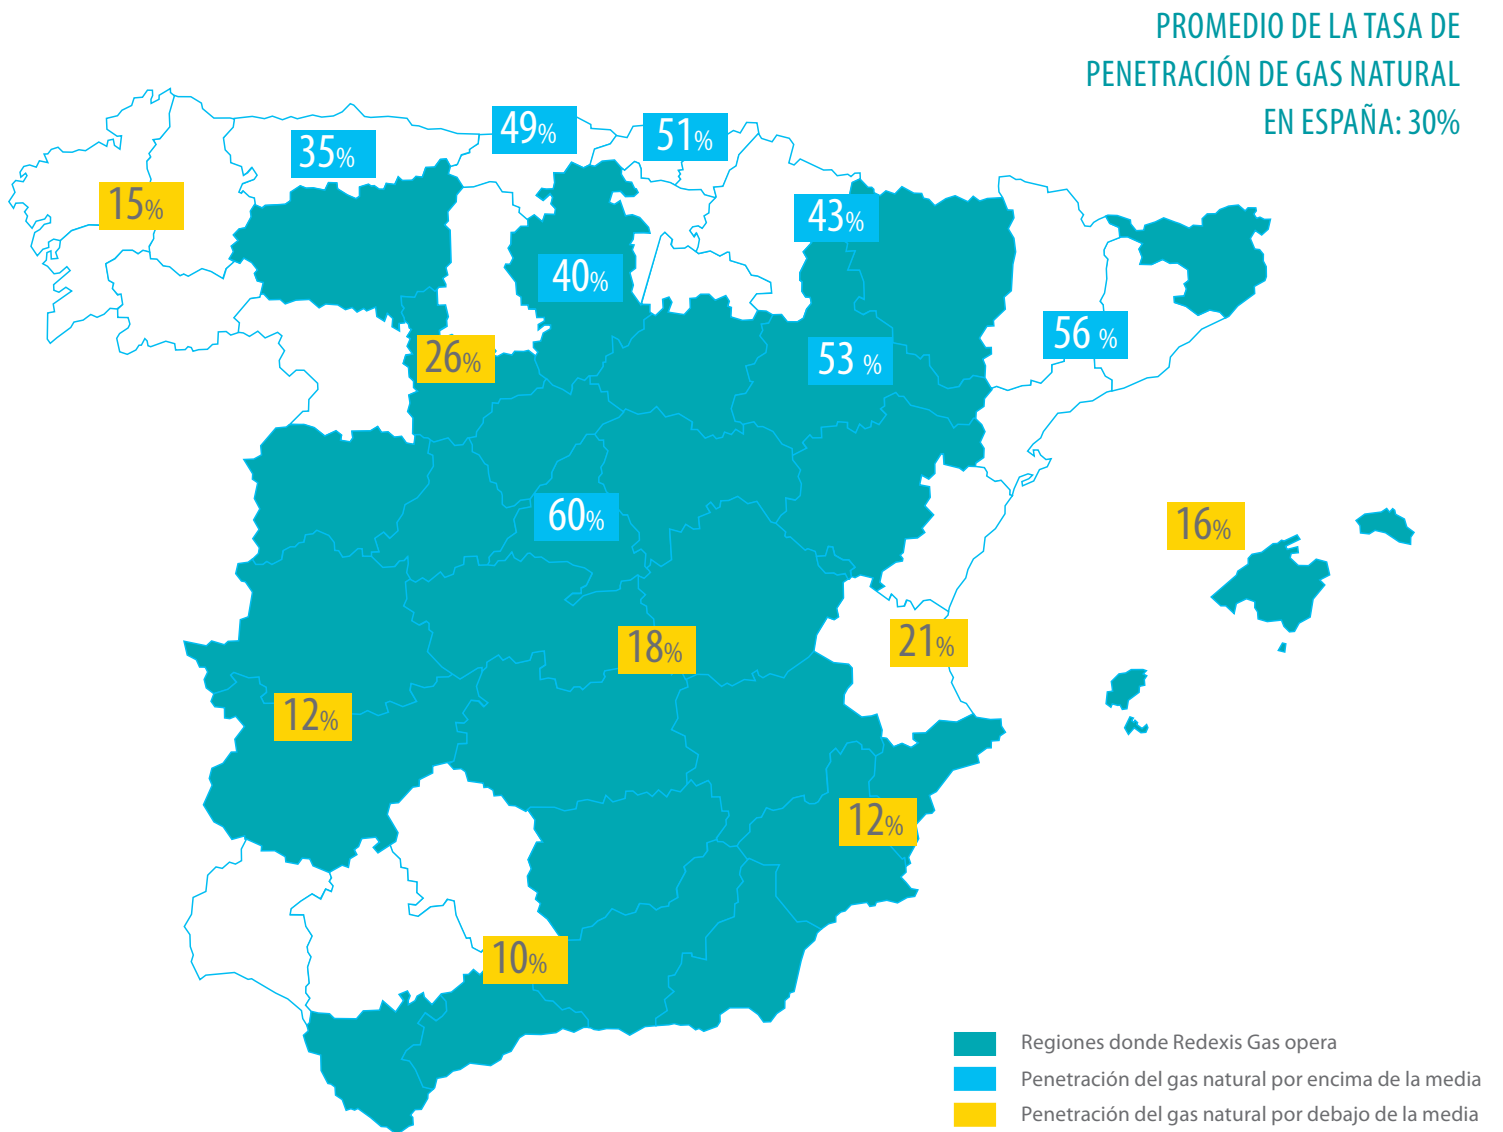 PROMEDIO DE LA TASA DE
PENETRACIÓN DE GAS NATURAL
EN ESPAÑA: 30%
49%
51%
35%
15%
43%
40%
56 %
26%
53 %
60%
16%
18%
21%
12%
12%
10%
Regiones donde Redexis Gas opera
Penetración del gas natural por encima de la media
Penetración del gas natural por debajo de la media